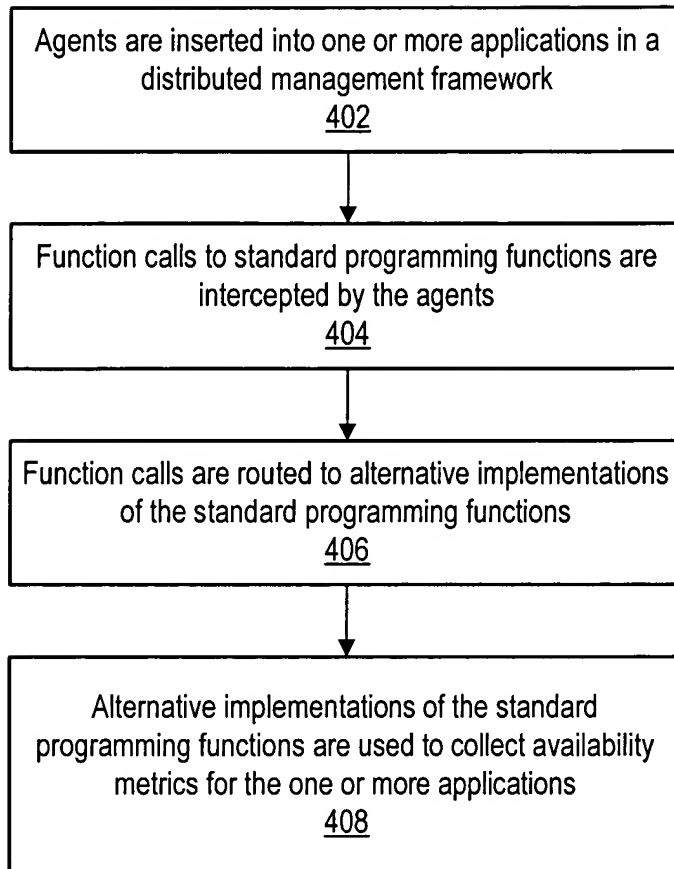 Agents are inserted into one or more applications in a
distributed management framework
402
Function calls to standard programming functions are
intercepted by the agents
404
Function calls are routed to alternative implementations
of the standard programming functions
406
Alternative implementations of the standard
programming functions are used to collect availability
metrics for the one or more applications
408